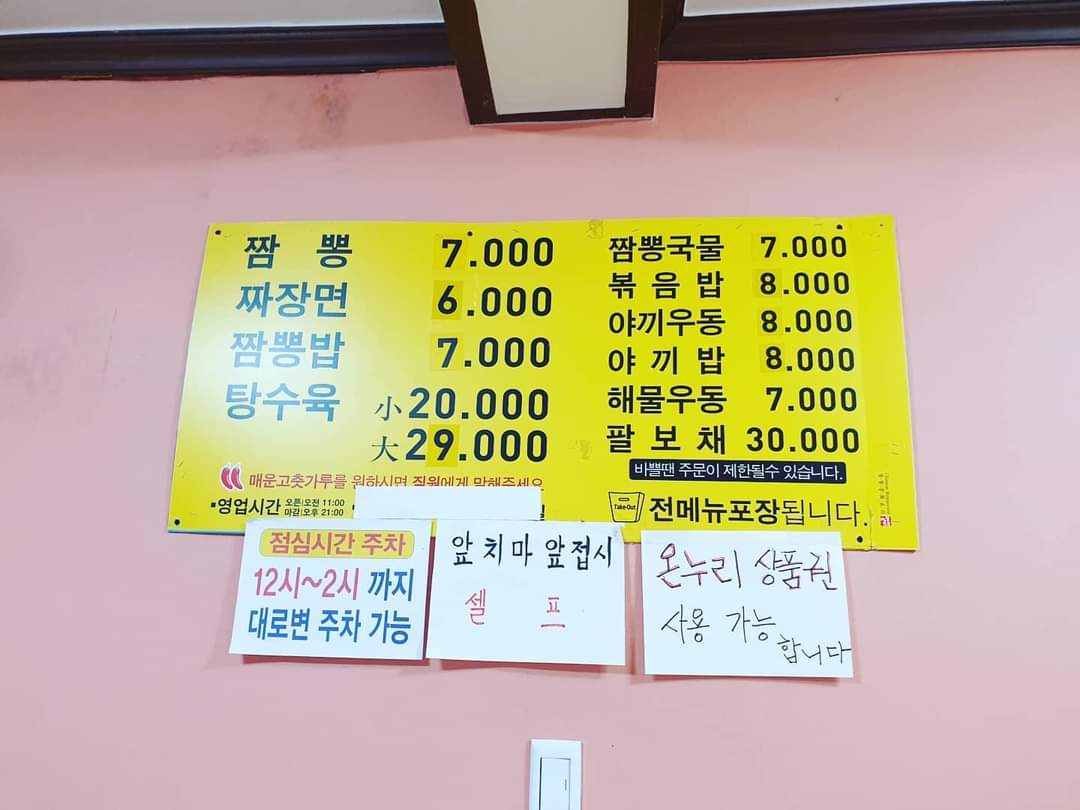 짬 뽕 7.000
짜장면 6.000
짬뽕밥 7.000
탕수육 小 20.000
大 29.000
매운고춧가루를 원하시면 직원에게 말해주세요
▪영업시간 오픈|오전 11:00
마감|오후 21:00
짬뽕국물 7.000
볶음밥 8.000
야끼우동 8.000
야끼밥 8.000
해물우동 7.000
팔보채 30.000
바쁠땐 주문이 제한될수 있습니다.
Take-Out 전메뉴포장됩니다.
점심시간 주차
12시~2시 까지
대로변 주차 가능
앞치마 앞접시
셀 프
온누리 상품권
사용 가능
합니다